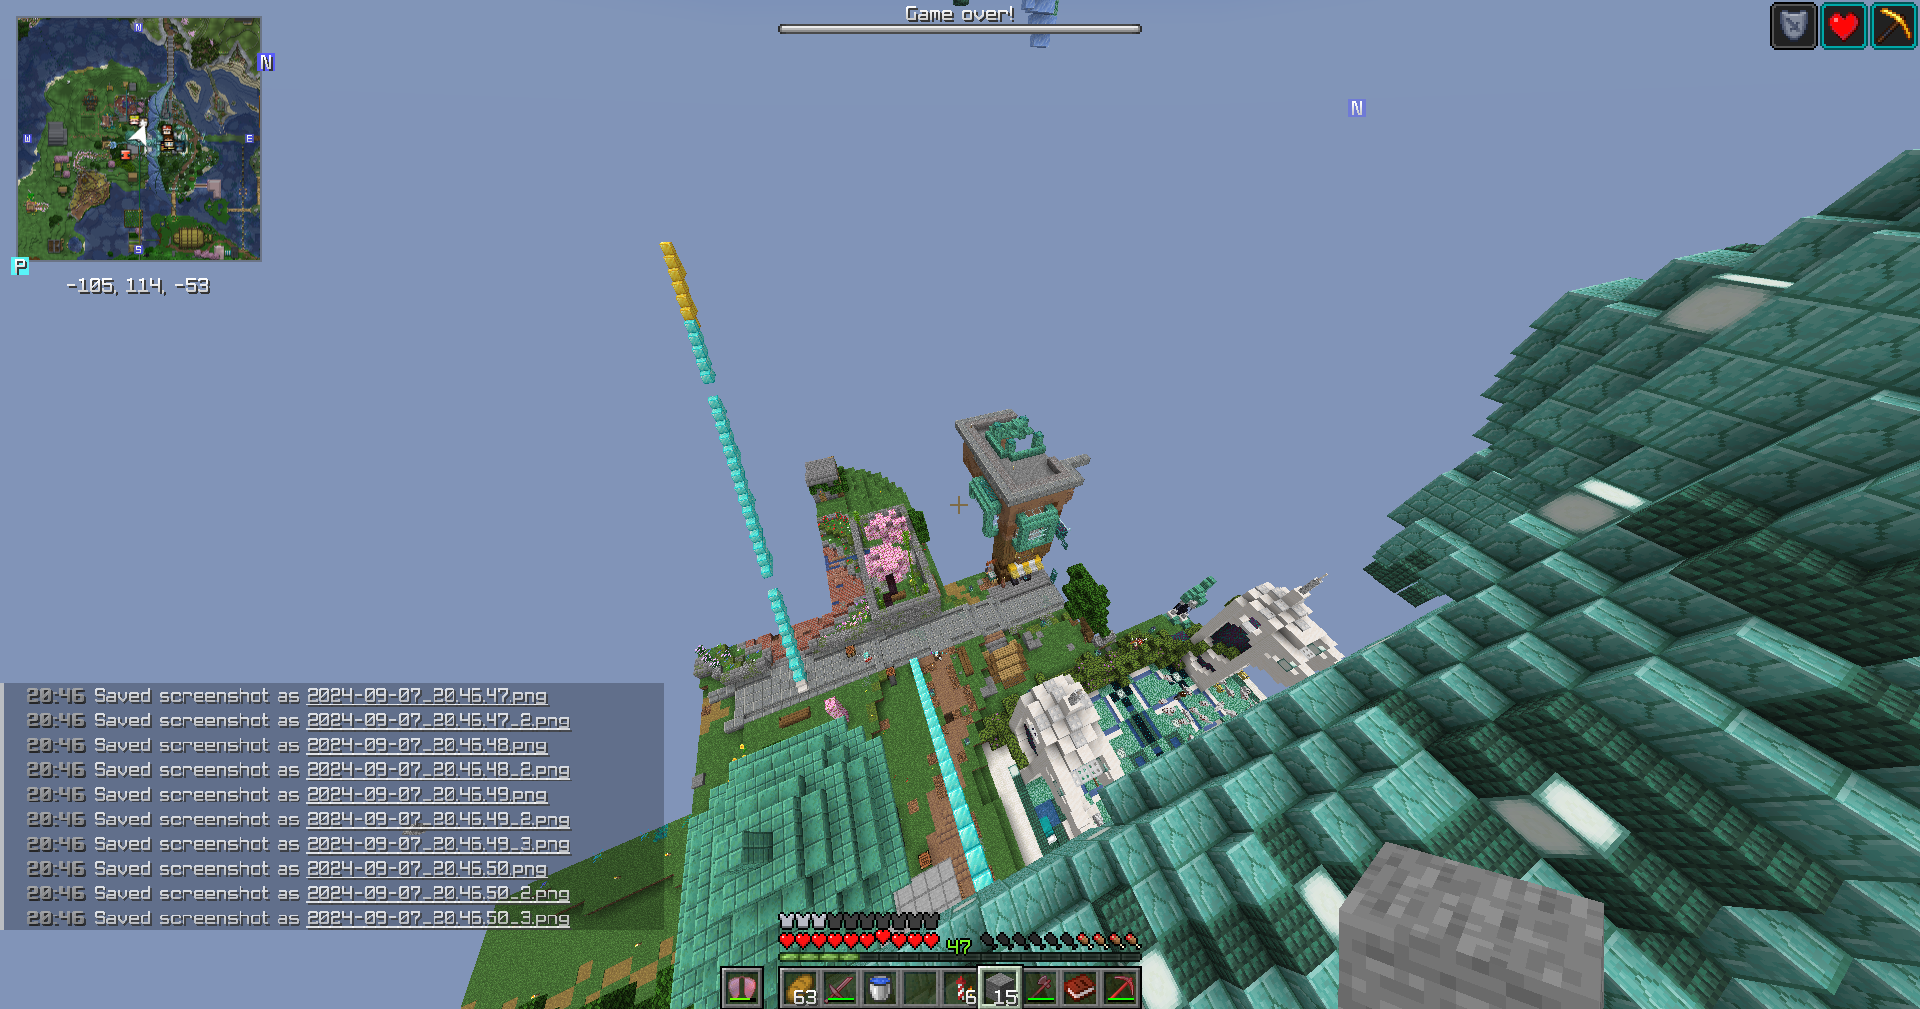 Game over!
N
N
N
W
E
S
P
-105, 114, -53
20:46 Saved screenshot as 2024-09-07_20.46.47.png
20:46 Saved screenshot as 2024-09-07_20.46.47_2.png
20:46 Saved screenshot as 2024-09-07_20.46.48.png
20:46 Saved screenshot as 2024-09-07_20.46.48_2.png
20:46 Saved screenshot as 2024-09-07_20.46.49.png
20:46 Saved screenshot as 2024-09-07_20.46.49_2.png
20:46 Saved screenshot as 2024-09-07_20.46.49_3.png
20:46 Saved screenshot as 2024-09-07_20.46.50.png
20:46 Saved screenshot as 2024-09-07_20.46.50_2.png
20:46 Saved screenshot as 2024-09-07_20.46.50_3.png
47
63 6 15